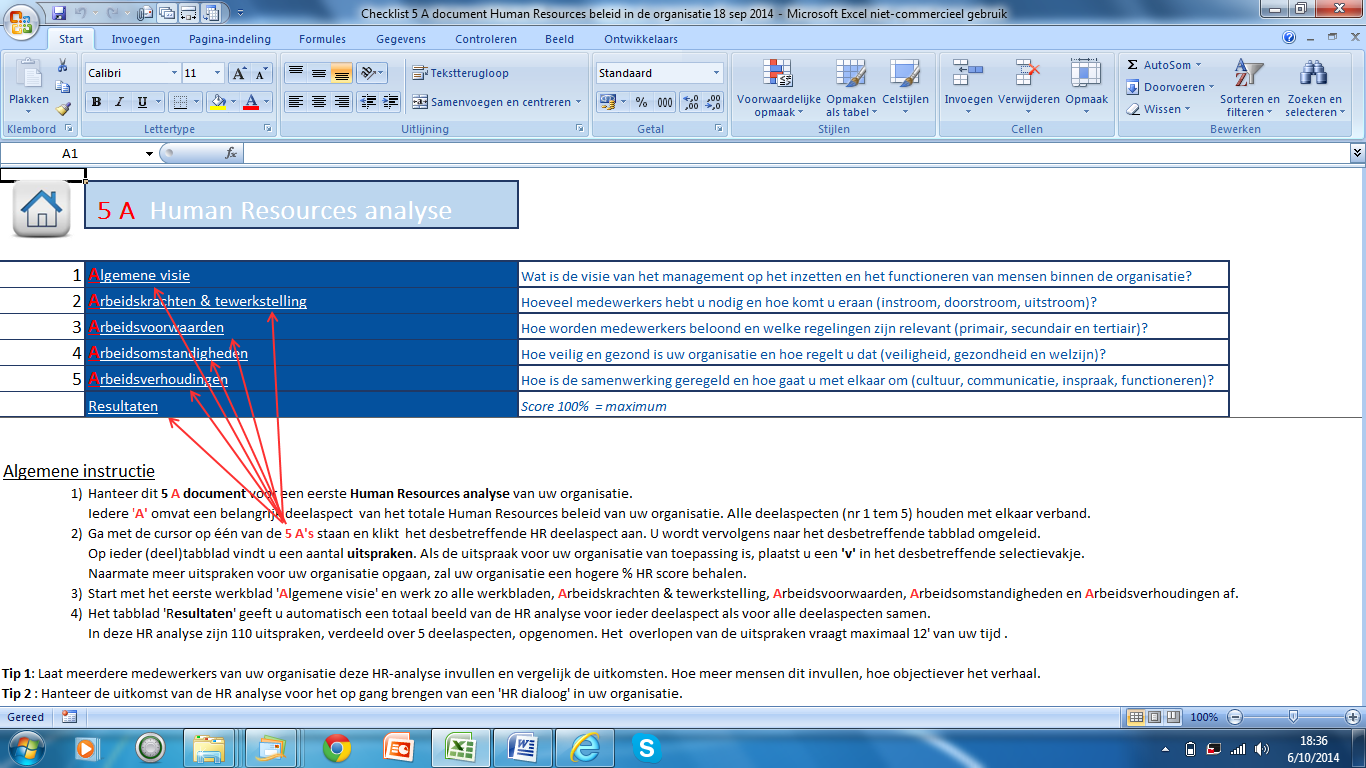 Checklist 5 A document Human Resources beleid in de organisatie 18 sep 2014 - Microsoft Excel niet-commercieel gebruik
Start Invoegen Pagina-indeling Formules Gegevens Controleren Beeld Ontwikkelaars
Plakken
Klembord
Calibri 11
B I U
Lettertype
Tekstterugloop
Samenvoegen en centreren
Uitlijning
Standaard
% 000
Getal
Voorwaardelijke opmaak
Opmaken als tabel
Celstijlen
Stijlen
Invoegen Verwijderen Opmaak
Cellen
Σ AutoSom
Doorvoeren
Wissen
Sorteren en filteren
Zoeken en selecteren
Bewerken
A1 fx
5 A Human Resources analyse
1 Algemene visie Wat is de visie van het management op het inzetten en het functioneren van mensen binnen de organisatie?
2 Arbeidskrachten & tewerkstelling Hoeveel medewerkers hebt u nodig en hoe komt u eraan (instroom, doorstroom, uitstroom)?
3 Arbeidsvoorwaarden Hoe worden medewerkers beloond en welke regelingen zijn relevant (primair, secundair en tertiair)?
4 Arbeidsomstandigheden Hoe veilig en gezond is uw organisatie en hoe regelt u dat (veiligheid, gezondheid en welzijn)?
5 Arbeidsverhoudingen Hoe is de samenwerking geregeld en hoe gaat u met elkaar om (cultuur, communicatie, inspraak, functioneren)?
Resultaten Score 100% = maximum
Algemene instructie
1) Hanteer dit 5 A document voor een eerste Human Resources analyse van uw organisatie.
Iedere 'A' omvat een belangrijk deelaspect van het totale Human Resources beleid van uw organisatie. Alle deelaspecten (nr 1 tem 5) houden met elkaar verband.
2) Ga met de cursor op één van de 5 A's staan en klikt het desbetreffende HR deelaspect aan. U wordt vervolgens naar het desbetreffende tabblad omgeleid.
Op ieder (deel)tabblad vindt u een aantal uitspraken. Als de uitspraak voor uw organisatie van toepassing is, plaatst u een 'v' in het desbetreffende selectievakje.
Naarmate meer uitspraken voor uw organisatie opgaan, zal uw organisatie een hogere % HR score behalen.
3) Start met het eerste werkblad 'Algemene visie' en werk zo alle werkbladen, Arbeidskrachten & tewerkstelling, Arbeidsvoorwaarden, Arbeidsomstandigheden en Arbeidsverhoudingen af.
4) Het tabblad 'Resultaten' geeft u automatisch een totaal beeld van de HR analyse voor ieder deelaspect als voor alle deelaspecten samen.
In deze HR analyse zijn 110 uitspraken, verdeeld over 5 deelaspecten, opgenomen. Het overlopen van de uitspraken vraagt maximaal 12' van uw tijd .
Tip 1: Laat meerdere medewerkers van uw organisatie deze HR-analyse invullen en vergelijk de uitkomsten. Hoe meer mensen dit invullen, hoe objectiever het verhaal.
Tip 2 : Hanteer de uitkomst van de HR analyse voor het op gang brengen van een 'HR dialoog' in uw organisatie.
Gereed 100%
18:36
6/10/2014